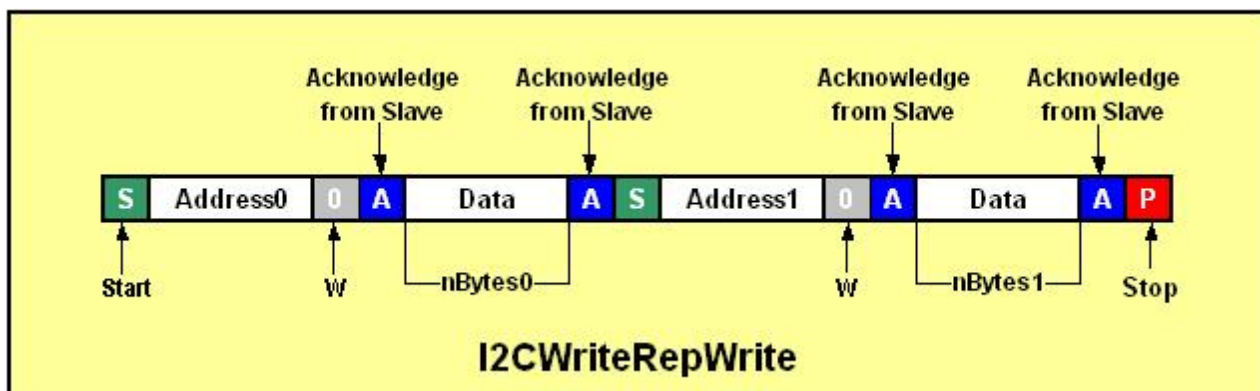 Acknowledge Acknowledge Acknowledge Acknowledge
from Slave from Slave from Slave from Slave
S Address0 0 A Data A S Address1 0 A Data A P
Start W nBytes0 W nBytes1 Stop
I2CWriteRepWrite